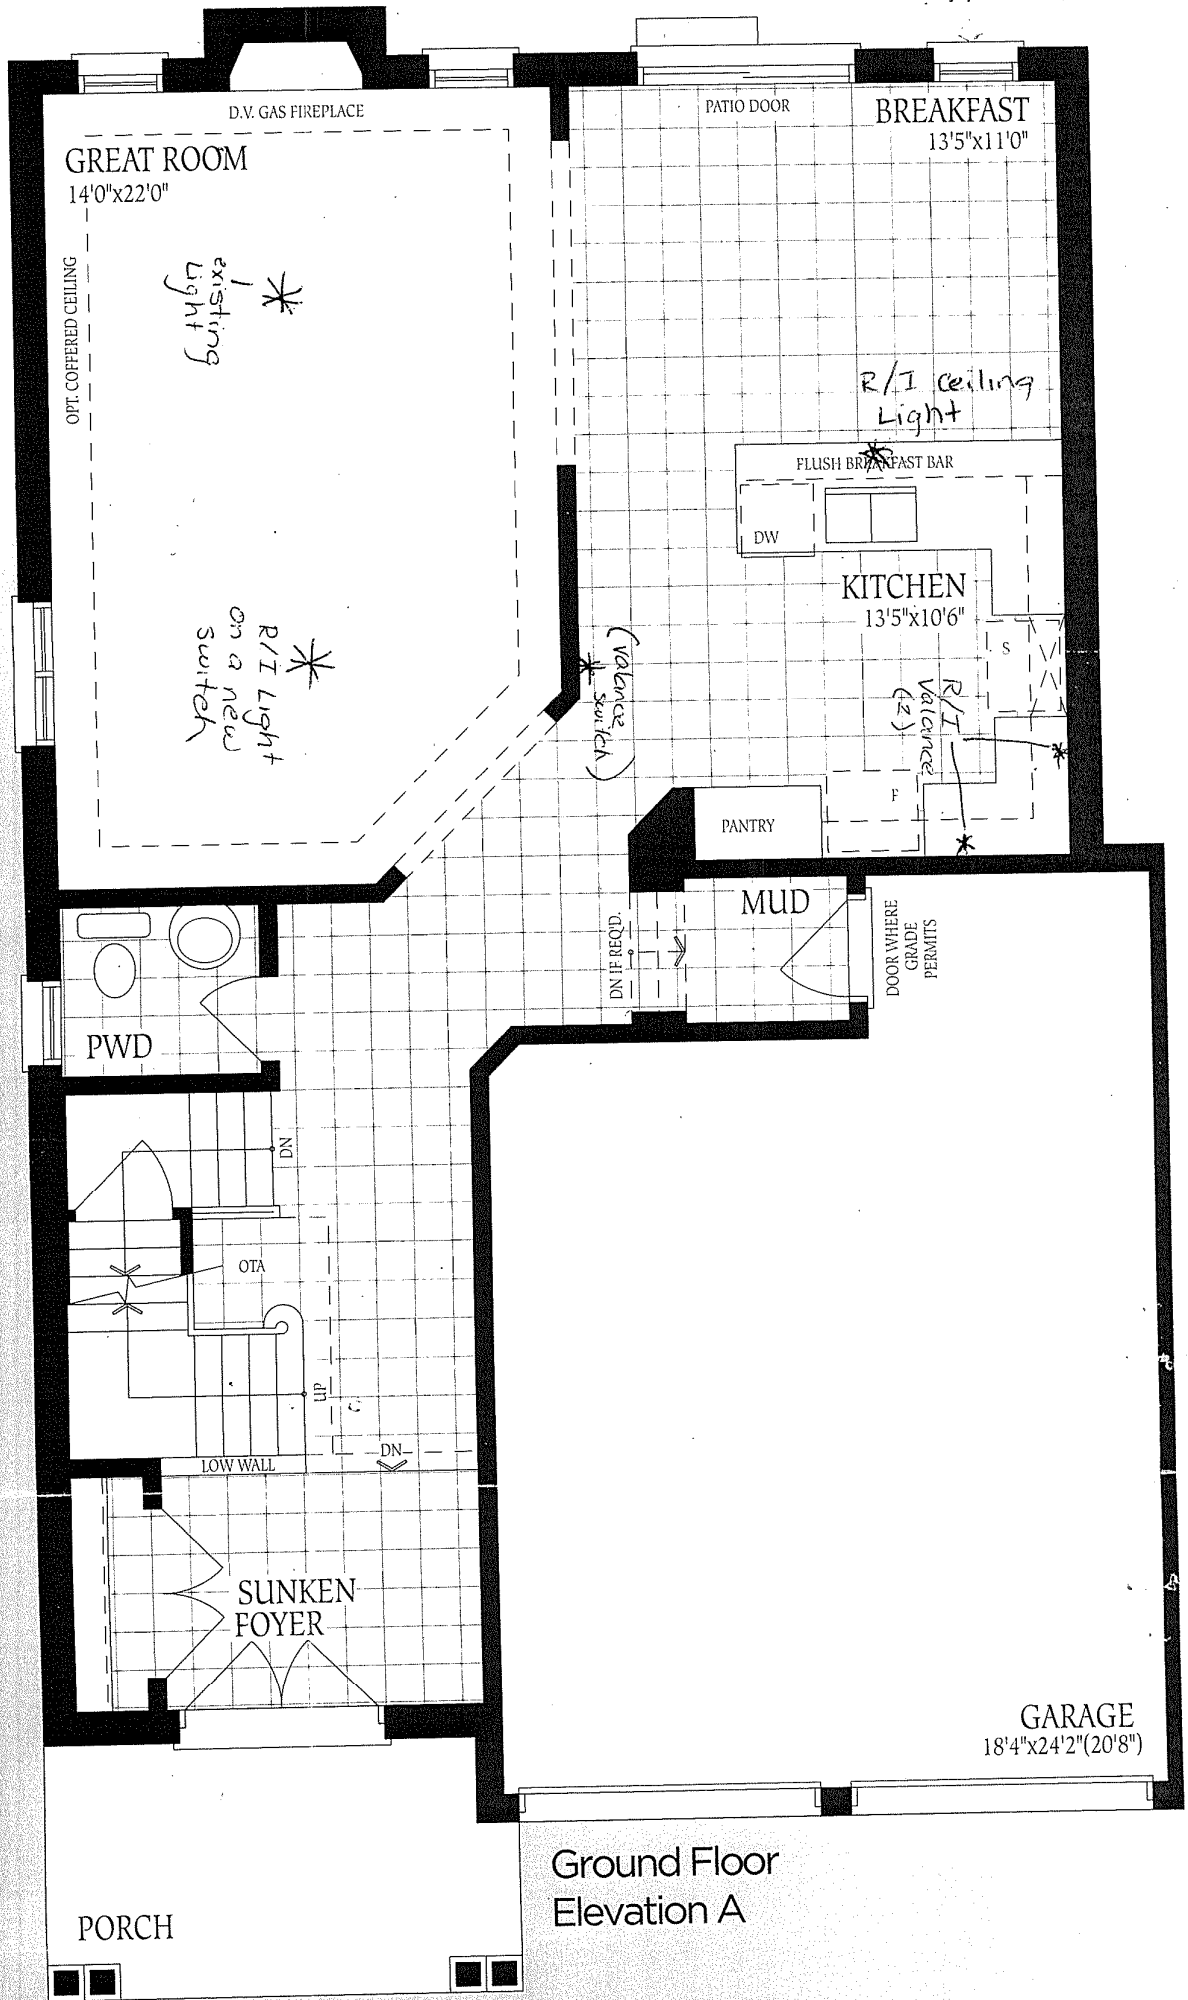 D.V. GAS FIREPLACE
PATIO DOOR
BREAKFAST
13'5"x11'0"
GREAT ROOM
14'0"x22'0"
OPT. COFFERED CEILING
existing
Light
R/I ceiling
Light
FLUSH BREAKFAST BAR
DW
KITCHEN
13'5"x10'6"
S
R/I Light
on a new
Switch
(valance
switch)
R/I
Valance
(2)
F
PANTRY
MUD
DN IF REQ'D.
DOOR WHERE
GRADE
PERMITS
PWD
DN
OTA
UP
DN
LOW WALL
SUNKEN
FOYER
GARAGE
18'4"x24'2"(20'8")
Ground Floor
Elevation A
PORCH